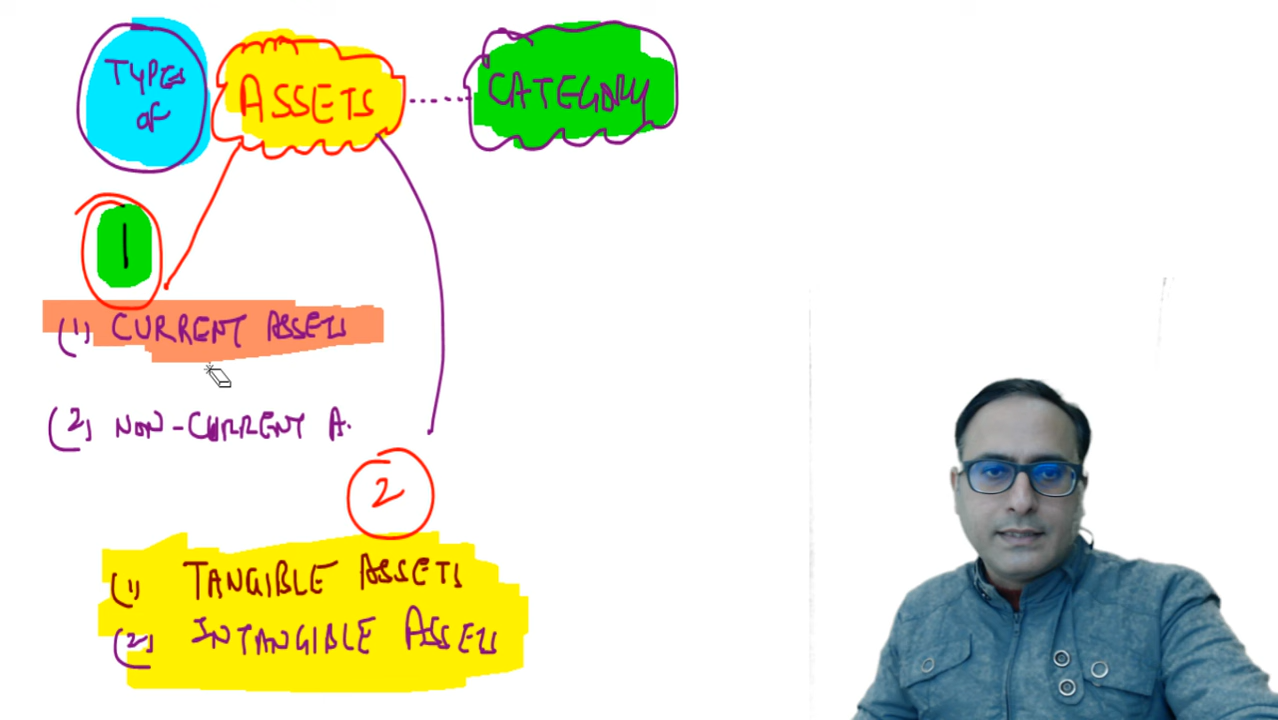 TYPES
of
ASSETS
CATEGORY
1
(1) CURRENT ASSETS
(2) NON-CURRENT A.
2
(1) TANGIBLE ASSETS
(2) INTANGIBLE ASSETS